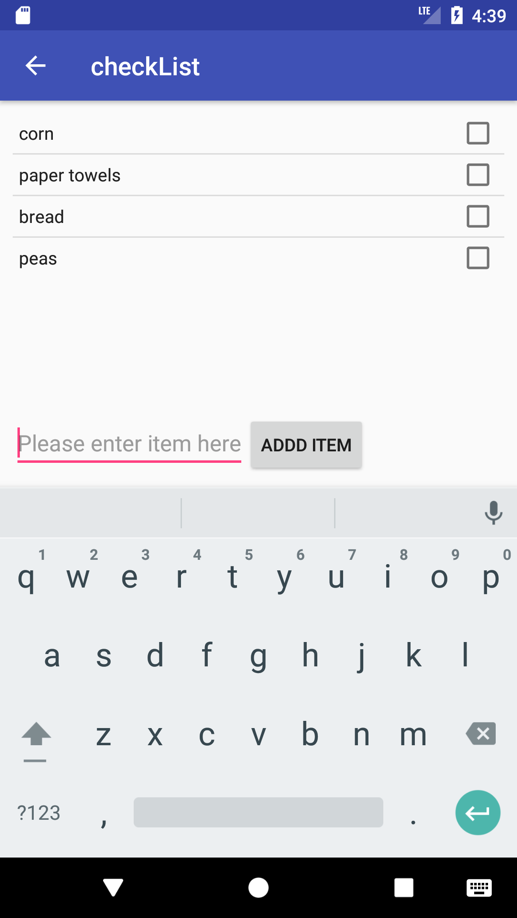 LTE 4:39
checkList
corn
paper towels
bread
peas
Please enter item here ADDD ITEM
1 2 3 4 5 6 7 8 9 0
q w e r t y u i o p
a s d f g h j k l
z x c v b n m
?123 , .